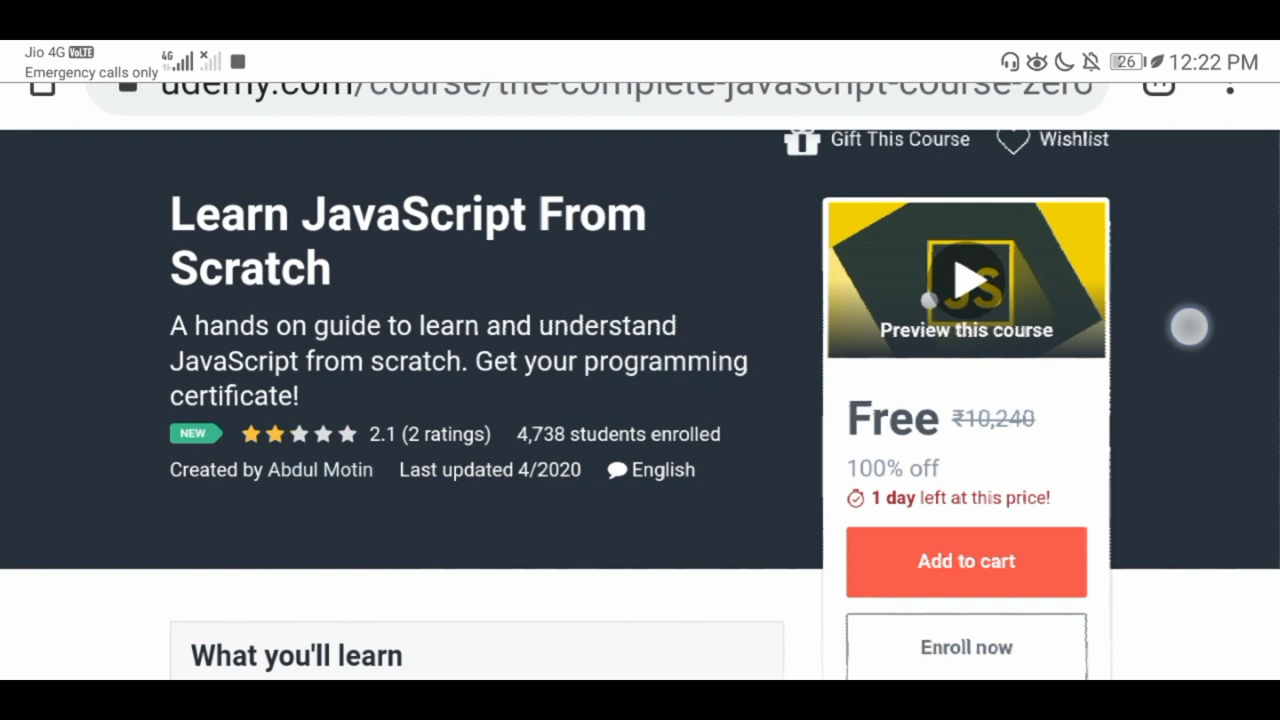 Jio 4G VoLTE
4G
Emergency calls only
26
12:22 PM
udemy.com/course/the-complete-javascript-course-zero
Gift This Course
Wishlist
Learn JavaScript From
Scratch
A hands on guide to learn and understand
JavaScript from scratch. Get your programming
certificate!
NEW
2.1 (2 ratings)
4,738 students enrolled
Created by Abdul Motin
Last updated 4/2020
English
JS
Preview this course
Free ₹10,240
100% off
1 day left at this price!
Add to cart
Enroll now
What you'll learn